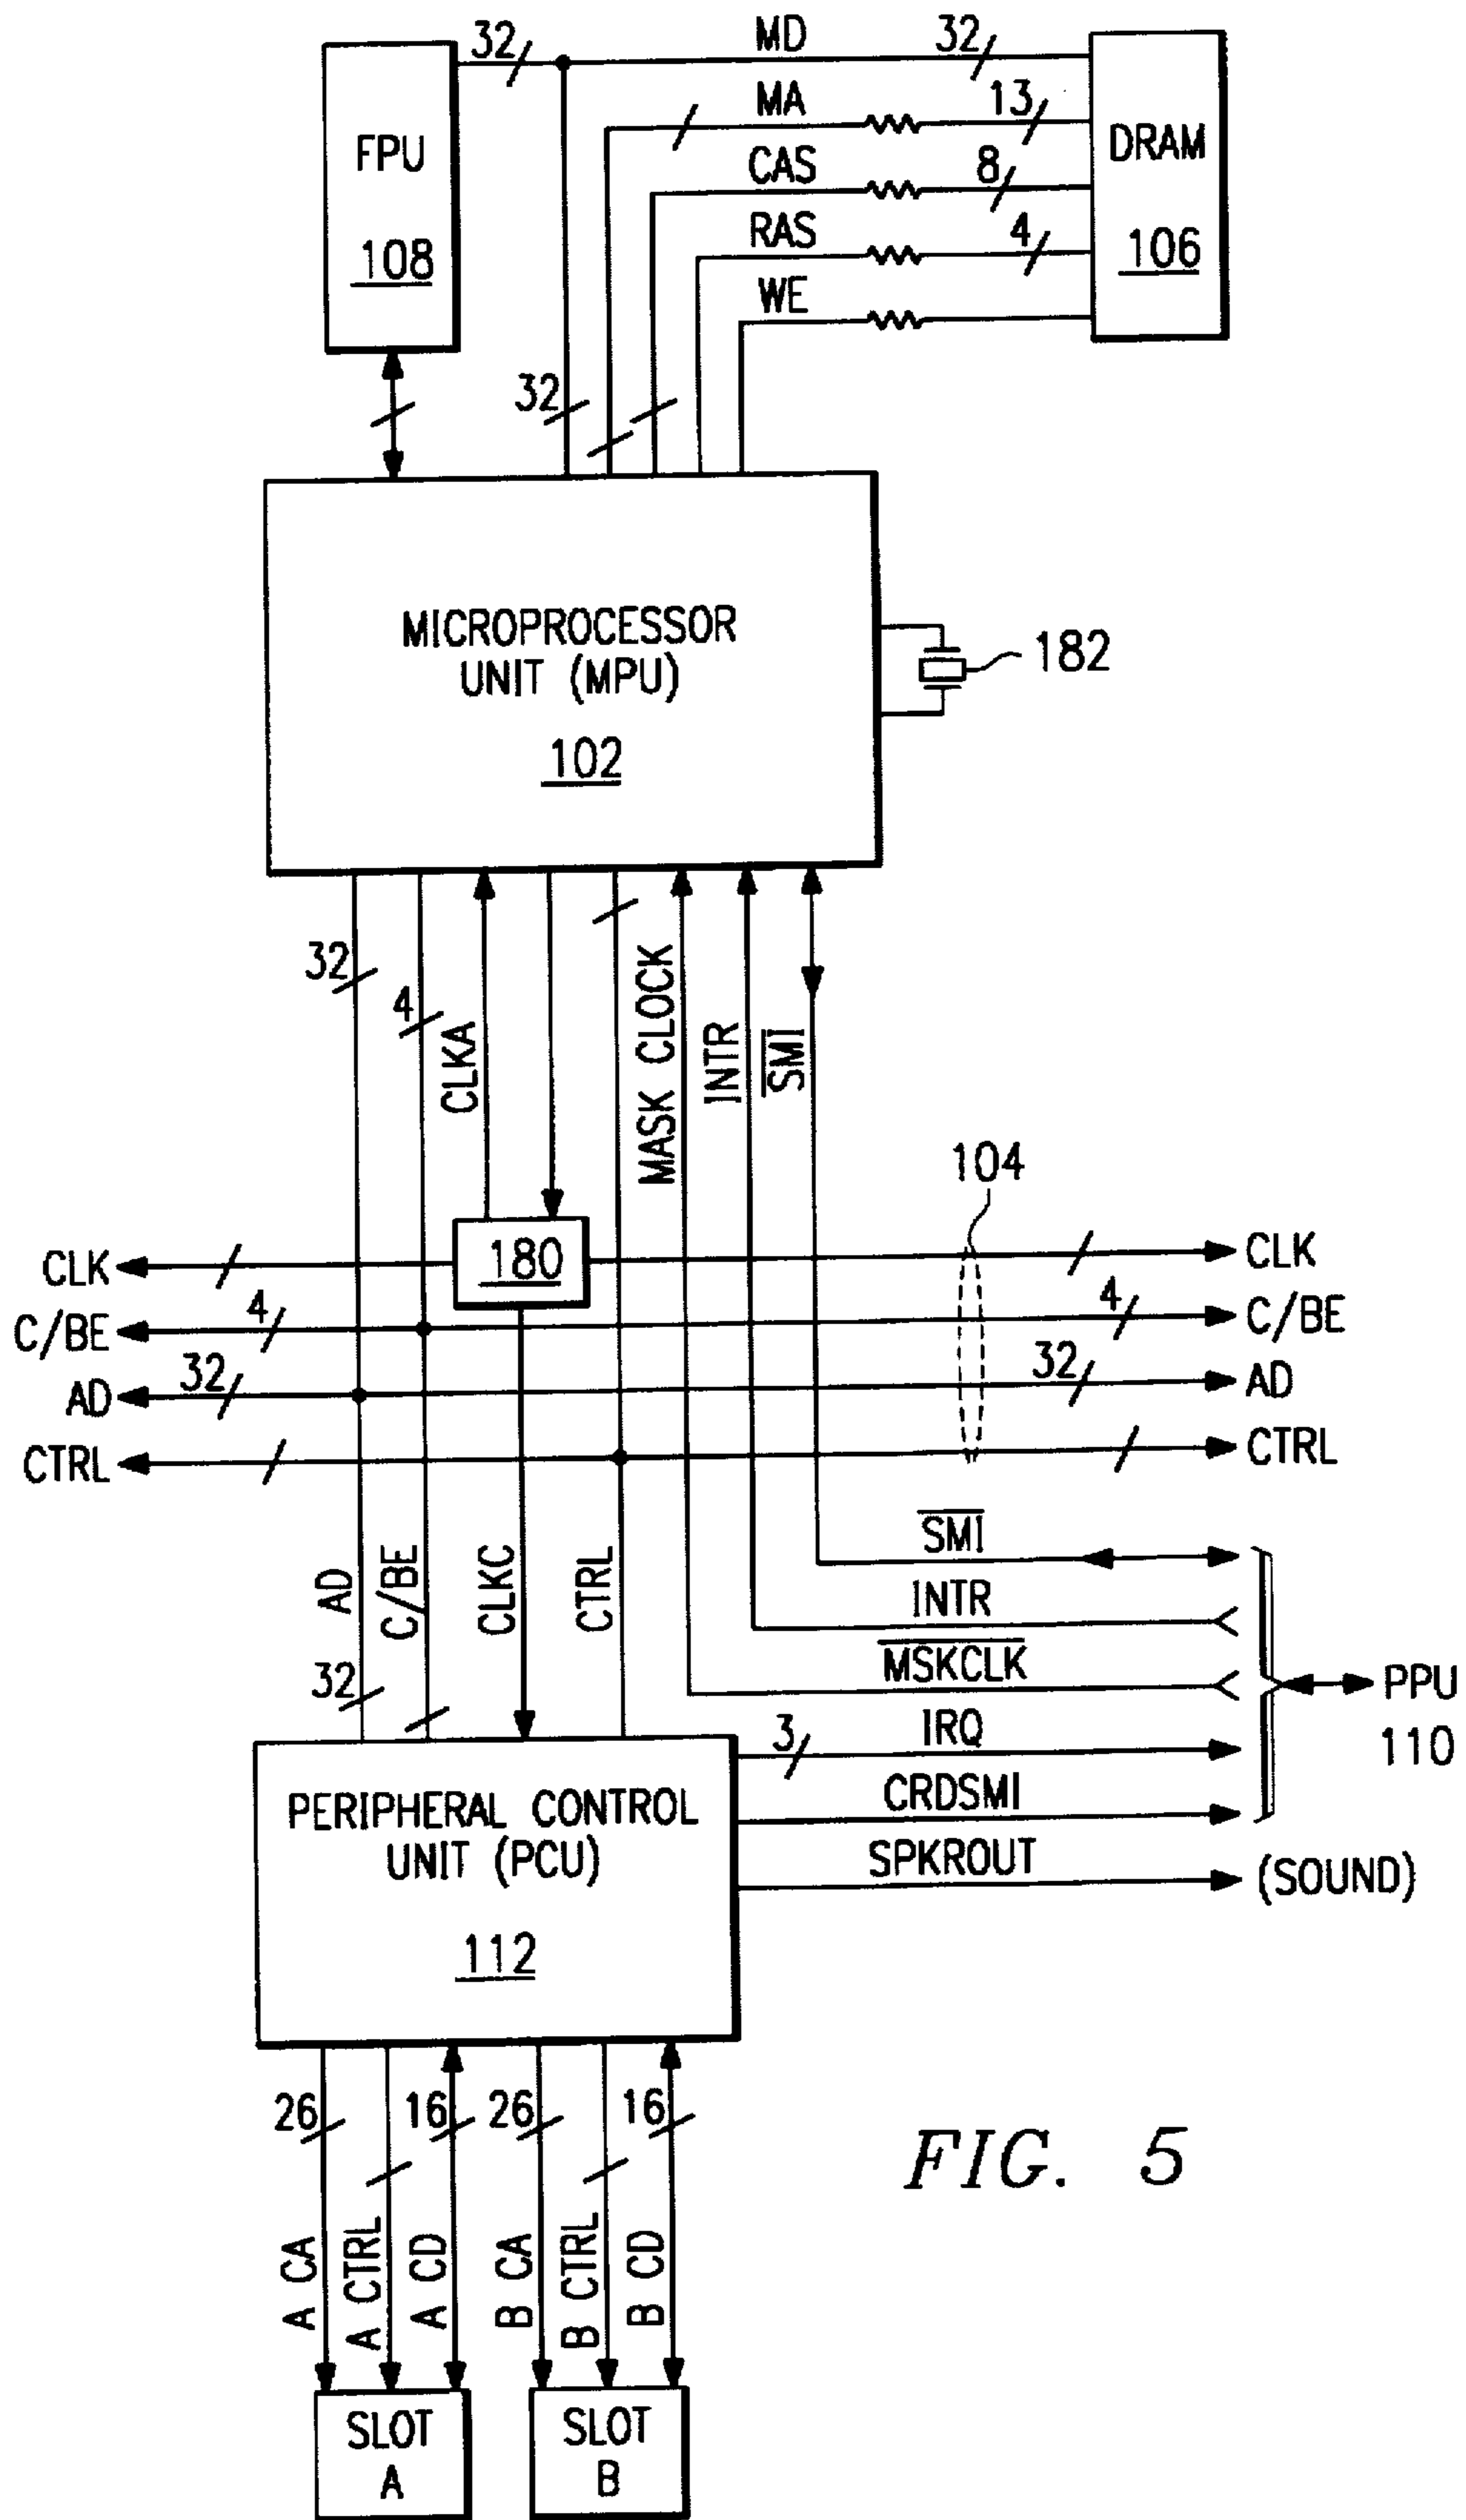 32
MD
32
MA
13
FPU
DRAM
CAS
8
RAS
4
108
106
WE
32
MICROPROCESSOR
UNIT (MPU)
182
102
32
4
CLKA
MASK CLOCK
INTR
SMI
104
CLK
180
CLK
C/BE
4
4
C/BE
AD
32
32
AD
CTRL
CTRL
AD
C/BE
CLKC
CTRL
SMI
INTR
MSKCLK
32
PPU
110
3
IRQ
PERIPHERAL CONTROL
UNIT (PCU)
CRDSMI
SPKROUT
(SOUND)
112
26
16
26
16
A CA
A CTRL
A CD
B CA
B CTRL
B CD
FIG. 5
SLOT
A
SLOT
B